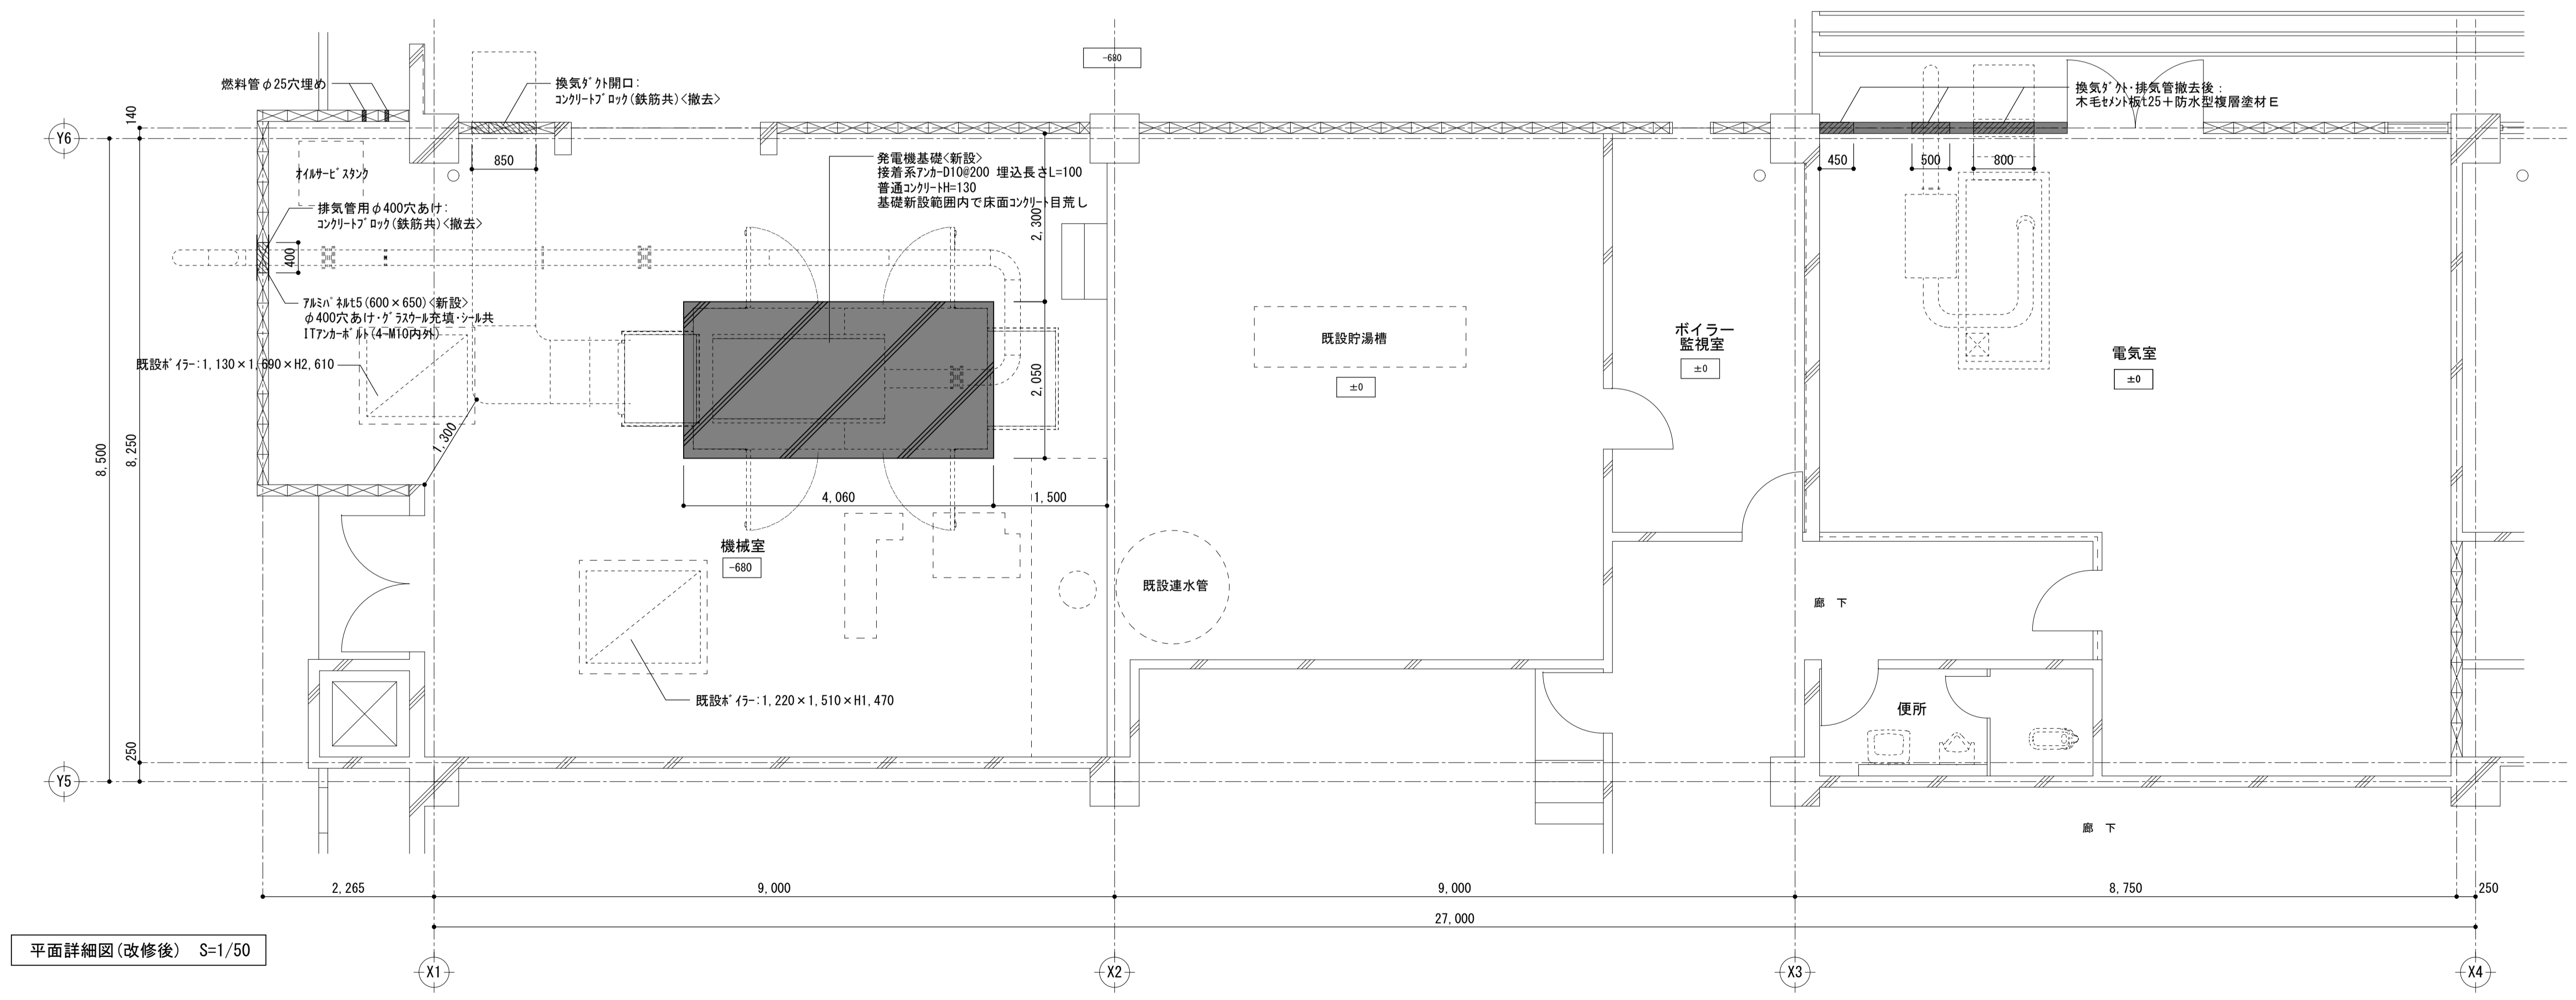 -680
燃料管φ25穴埋め
換気ﾀﾞｸﾄ開口:
ｺﾝｸﾘｰﾄﾌﾞﾛｯｸ(鉄筋共)<撤去>
換気ﾀﾞｸﾄ・排気管撤去後:
木毛ｾﾒﾝﾄ板t25＋防水型複層塗材E
140
Y6
850
450
500
800
発電機基礎<新設>
接着系ｱﾝｶｰD10@200 埋込長さL=100
普通ｺﾝｸﾘｰﾄH=130
基礎新設範囲内で床面ｺﾝｸﾘｰﾄ目荒し
ｵｲﾙｻｰﾋﾞｽﾀﾝｸ
排気管用φ400穴あけ:
ｺﾝｸﾘｰﾄﾌﾞﾛｯｸ(鉄筋共)<撤去>
2,300
400
ｱﾙﾐﾊﾟﾈﾙt5(600×650)<新設>
φ400穴あけ・ｸﾞﾗｽｳｰﾙ充填・ｼｰﾙ共
ITｱﾝｶｰﾎﾞﾙﾄ(4-M10内外)
既設ﾎﾞｲﾗｰ:1,130×1,690×H2,610
既設貯湯槽
±0
ボイラー
監視室
±0
電気室
±0
2,050
1,300
8,500
8,250
4,060
1,500
機械室
-680
既設連水管
廊 下
既設ﾎﾞｲﾗｰ:1,220×1,510×H1,470
便所
250
Y5
廊 下
2,265
9,000
9,000
8,750
250
27,000
平面詳細図(改修後) S=1/50
X1
X2
X3
X4